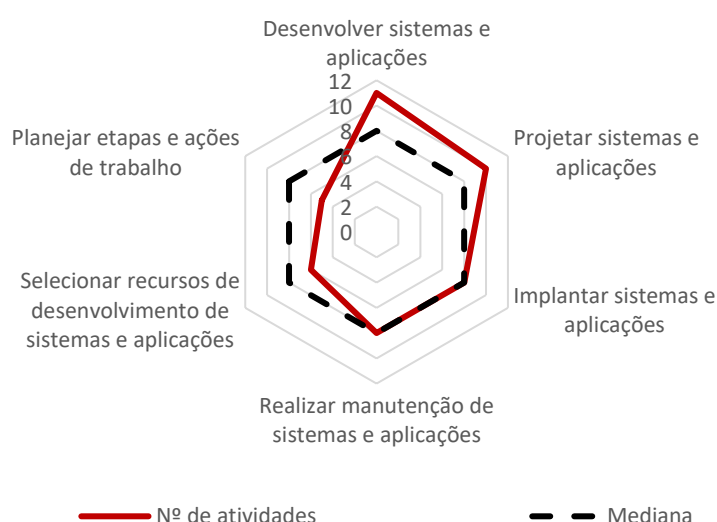 Desenvolver sistemas e
aplicações
12
10
8
6
4
2
0
Planejar etapas e ações
de trabalho
Projetar sistemas e
aplicações
Selecionar recursos de
desenvolvimento de
sistemas e aplicações
Implantar sistemas e
aplicações
Realizar manutenção de
sistemas e aplicações
Nº de atividades
Mediana